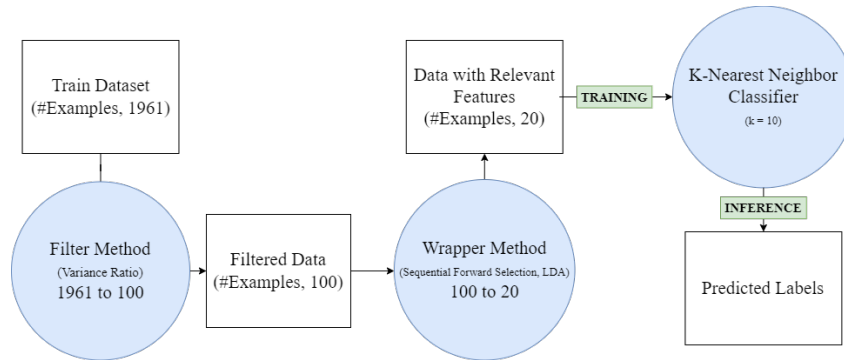 Train Dataset
(#Examples, 1961)
Filter Method
(Variance Ratio)
1961 to 100
Filtered Data
(#Examples, 100)
Wrapper Method
(Sequential Forward Selection, LDA)
100 to 20
Data with Relevant
Features
(#Examples, 20)
TRAINING
K-Nearest Neighbor
Classifier
(k = 10)
INFERENCE
Predicted Labels